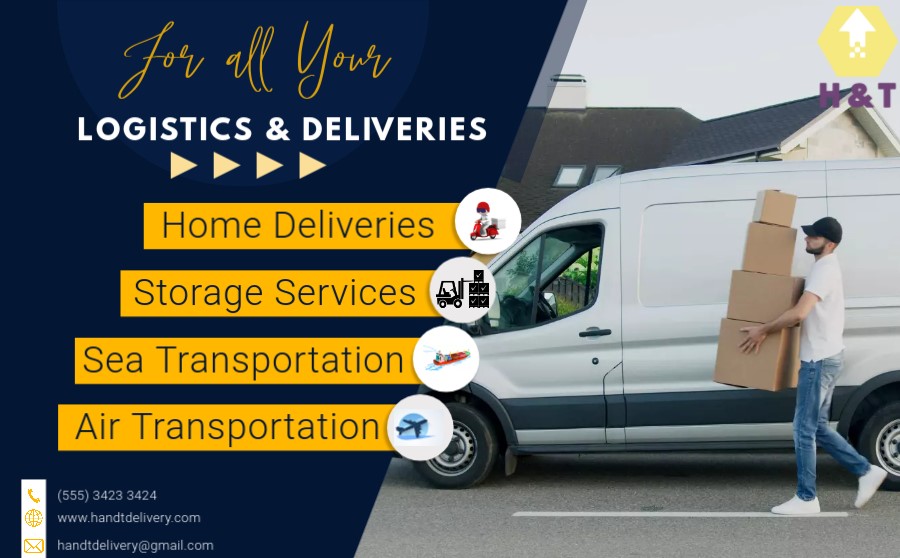 For all Your
LOGISTICS & DELIVERIES
H&T
Home Deliveries
Storage Services
Sea Transportation
Air Transportation
(555) 3423 3424
www.handtdelivery.com
handtdelivery@gmail.com